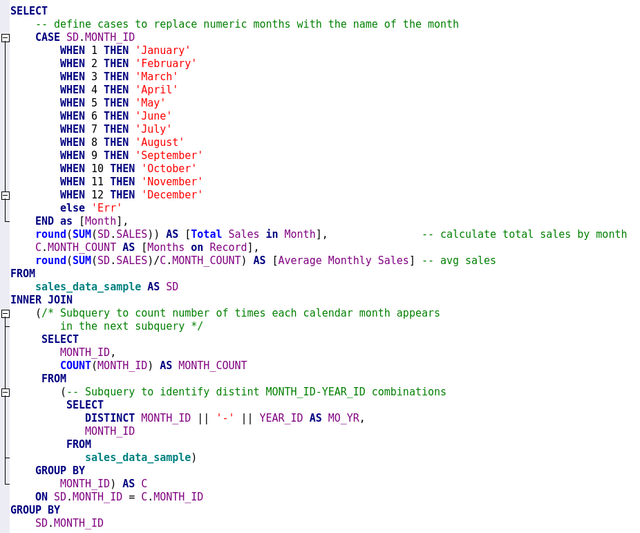 SELECT
-- define cases to replace numeric months with the name of the month
CASE SD.MONTH_ID
WHEN 1 THEN 'January'
WHEN 2 THEN 'February'
WHEN 3 THEN 'March'
WHEN 4 THEN 'April'
WHEN 5 THEN 'May'
WHEN 6 THEN 'June'
WHEN 7 THEN 'July'
WHEN 8 THEN 'August'
WHEN 9 THEN 'September'
WHEN 10 THEN 'October'
WHEN 11 THEN 'November'
WHEN 12 THEN 'December'
else 'Err'
END as [Month],
round(SUM(SD.SALES)) AS [Total Sales in Month], -- calculate total sales by month
C.MONTH_COUNT AS [Months on Record],
round(SUM(SD.SALES)/C.MONTH_COUNT) AS [Average Monthly Sales] -- avg sales
FROM
sales_data_sample AS SD
INNER JOIN
(/* Subquery to count number of times each calendar month appears
in the next subquery */
SELECT
MONTH_ID,
COUNT(MONTH_ID) AS MONTH_COUNT
FROM
(-- Subquery to identify distint MONTH_ID-YEAR_ID combinations
SELECT
DISTINCT MONTH_ID || '-' || YEAR_ID AS MO_YR,
MONTH_ID
FROM
sales_data_sample)
GROUP BY
MONTH_ID) AS C
ON SD.MONTH_ID = C.MONTH_ID
GROUP BY
SD.MONTH_ID